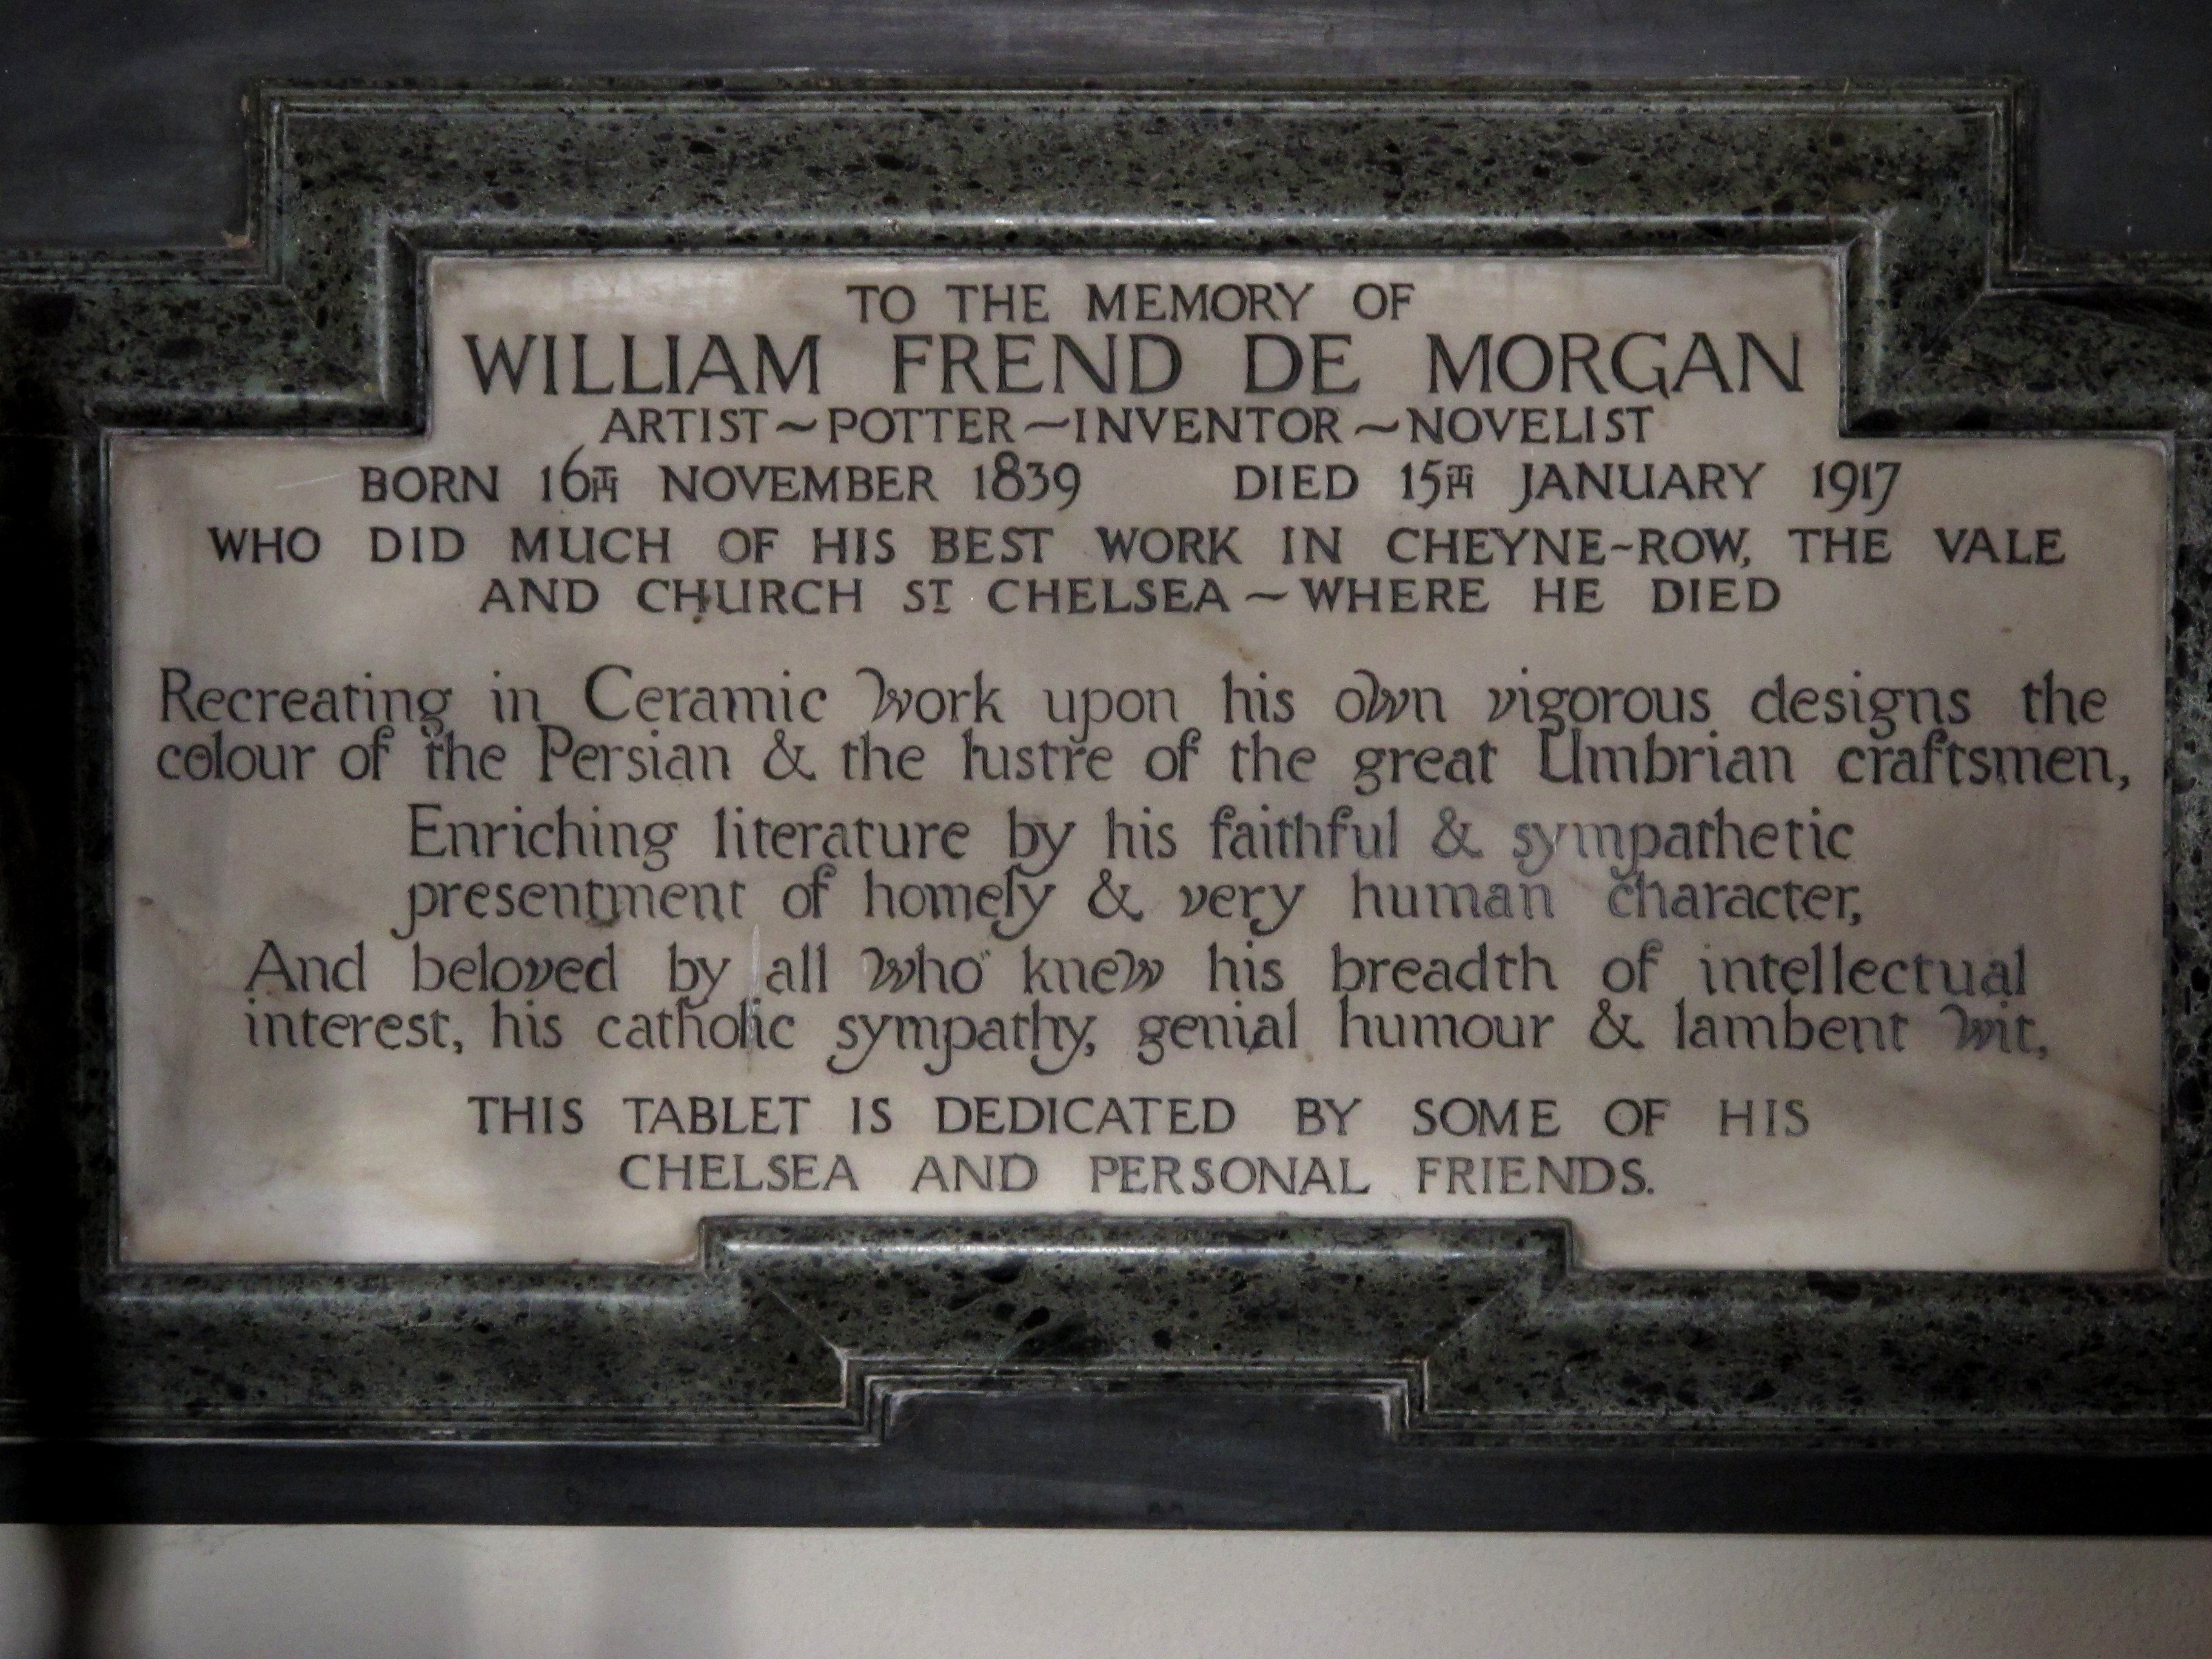 TO THE MEMORY OF
WILLIAM FREND DE MORGAN
ARTIST~POTTER~INVENTOR~NOVELIST
BORN 16TH NOVEMBER 1839 DIED 15TH JANUARY 1917
WHO DID MUCH OF HIS BEST WORK IN CHEYNE-ROW, THE VALE
AND CHURCH ST CHELSEA~WHERE HE DIED
Recreating in Ceramic work upon his own vigorous designs the
colour of the Persian & the lustre of the great Umbrian craftsmen,
Enriching literature by his faithful & sympathetic
presentment of homely & very human character,
And beloved by all who knew his breadth of intellectual
interest, his catholic sympathy, genial humour & lambent wit,
THIS TABLET IS DEDICATED BY SOME OF HIS
CHELSEA AND PERSONAL FRIENDS.